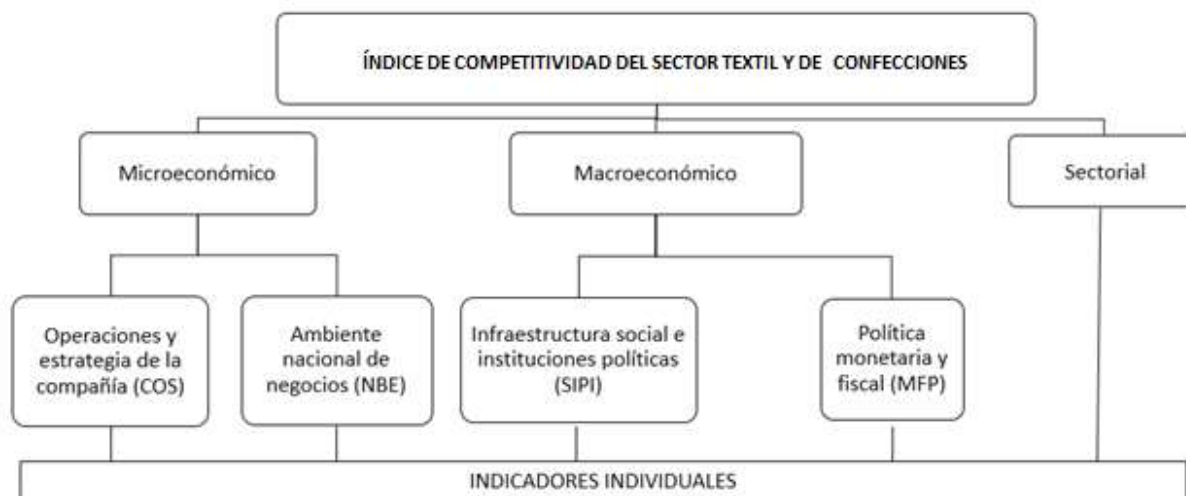 ÍNDICE DE COMPETITIVIDAD DEL SECTOR TEXTIL Y DE CONFECCIONES
Microeconómico
Macroeconómico
Sectorial
Operaciones y
estrategia de la
compañía (COS)
Ambiente
nacional de
negocios (NBE)
Infraestructura social e
instituciones políticas
(SIPI)
Política
monetaria y
fiscal (MFP)
INDICADORES INDIVIDUALES